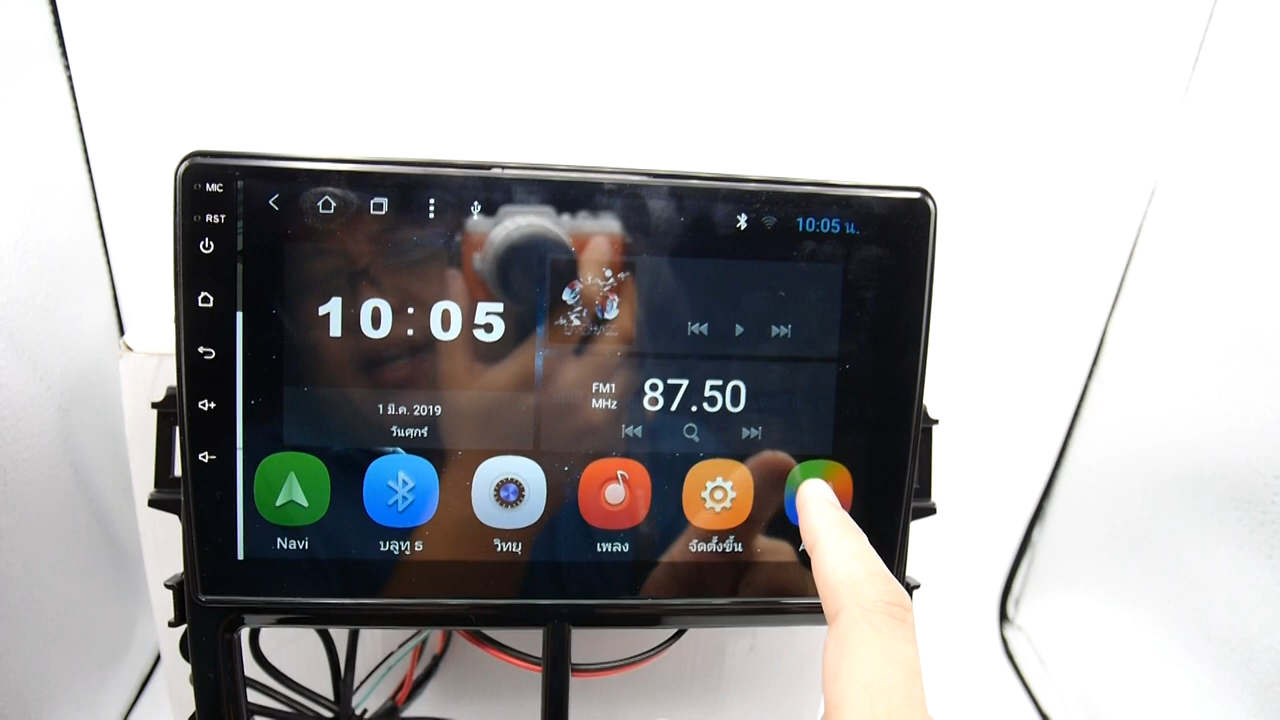 MIC
RST
10:05 น.
10:05
1 มี.ค. 2019
วันศุกร์
FM1
MHz
87.50
Navi
บลูทู ธ
วิทยุ
เพลง
จัดตั้งขึ้น